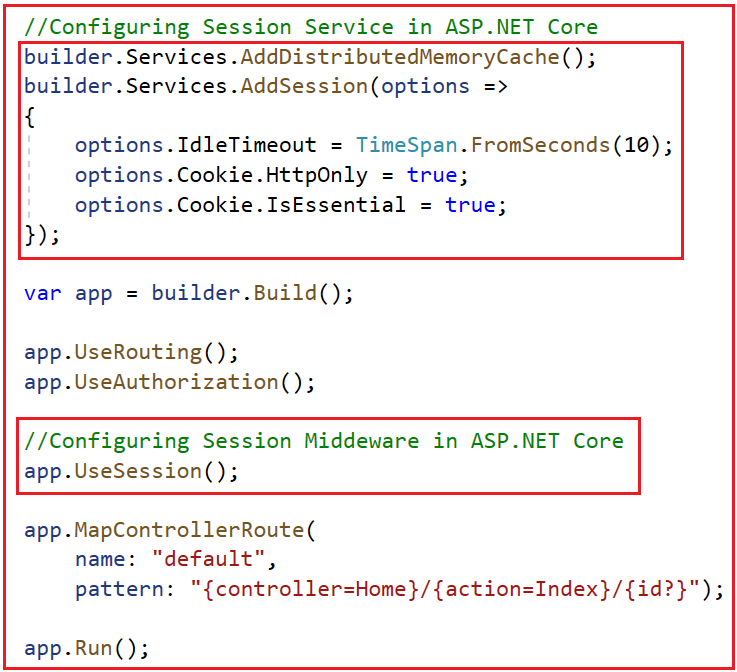 //Configuring Session Service in ASP.NET Core
builder.Services.AddDistributedMemoryCache();
builder.Services.AddSession(options =>
{
    options.IdleTimeout = TimeSpan.FromSeconds(10);
    options.Cookie.HttpOnly = true;
    options.Cookie.IsEssential = true;
});
var app = builder.Build();
app.UseRouting();
app.UseAuthorization();
//Configuring Session Middeware in ASP.NET Core
app.UseSession();
app.MapControllerRoute(
    name: "default",
    pattern: "{controller=Home}/{action=Index}/{id?}");
app.Run();